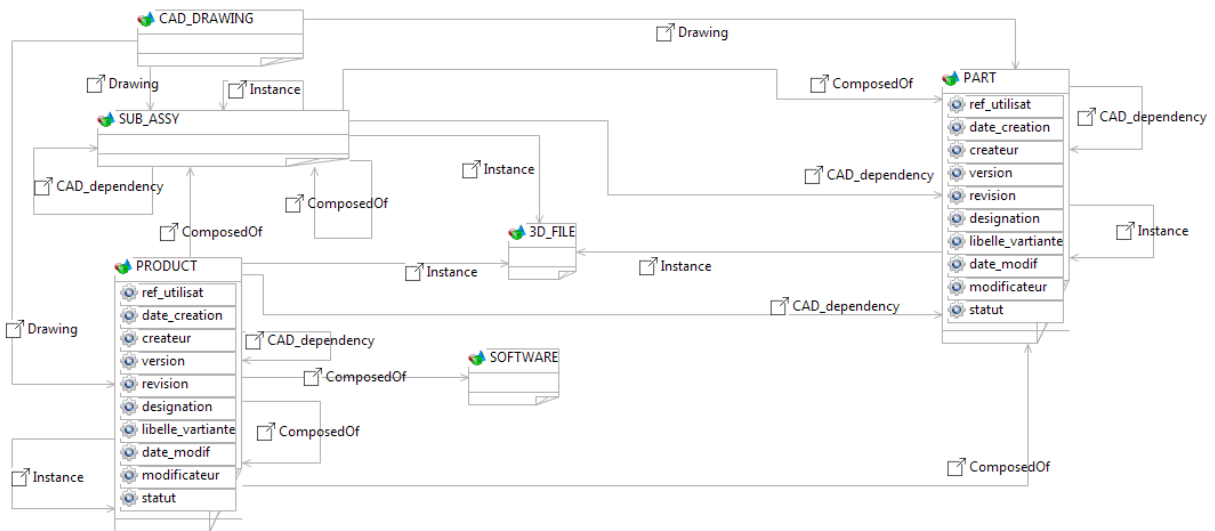 CAD_DRAWING
Drawing
Drawing
Instance
ComposedOf
PART
ref_utilisat
date_creation
createur
version
revision
designation
libelle_vartiante
date_modif
modificateur
statut
CAD_dependency
SUB_ASSY
CAD_dependency
Instance
CAD_dependency
ComposedOf
ComposedOf
3D_FILE
Instance
Instance
Instance
PRODUCT
ref_utilisat
date_creation
createur
version
revision
designation
libelle_vartiante
date_modif
modificateur
statut
CAD_dependency
Drawing
CAD_dependency
SOFTWARE
ComposedOf
ComposedOf
Instance
ComposedOf